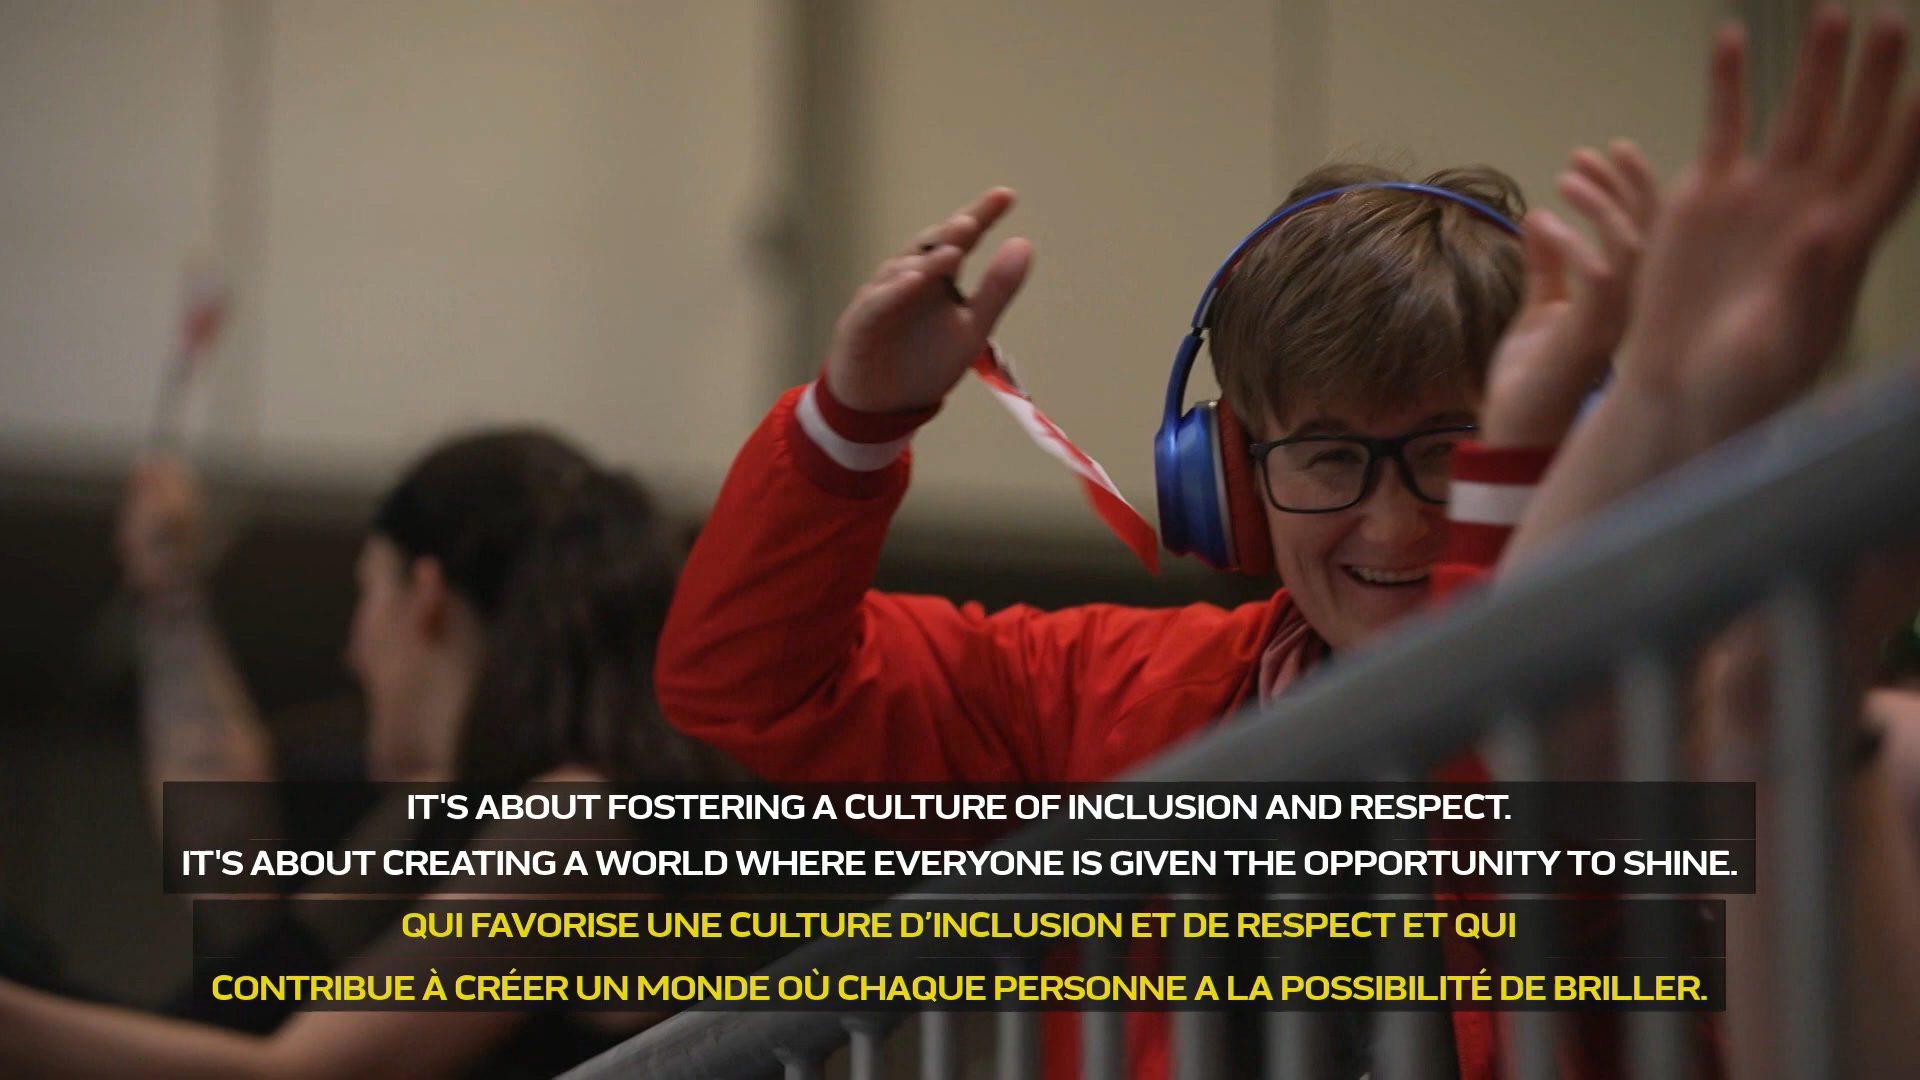 IT'S ABOUT FOSTERING A CULTURE OF INCLUSION AND RESPECT.
IT'S ABOUT CREATING A WORLD WHERE EVERYONE IS GIVEN THE OPPORTUNITY TO SHINE.
QUI FAVORISE UNE CULTURE D’INCLUSION ET DE RESPECT ET QUI
CONTRIBUE À CRÉER UN MONDE OÙ CHAQUE PERSONNE A LA POSSIBILITÉ DE BRILLER.